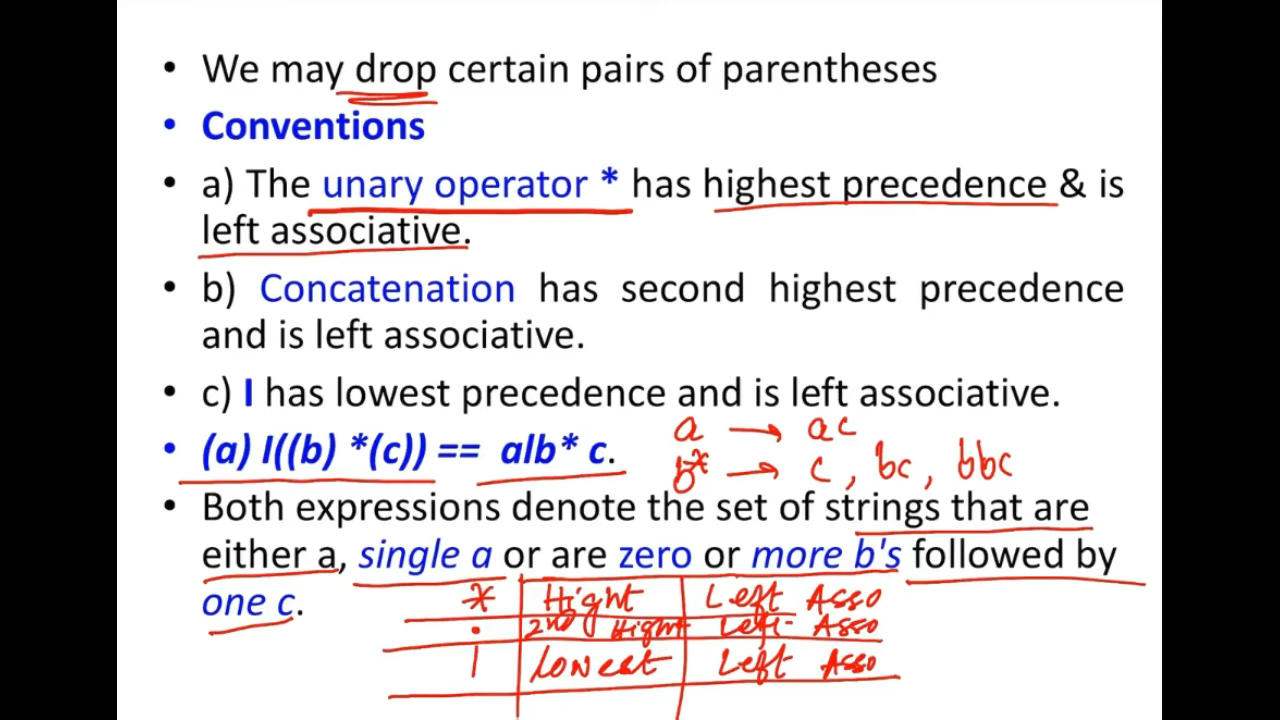 • We may drop certain pairs of parentheses
• Conventions
• a) The unary operator * has highest precedence & is
left associative.
• b) Concatenation has second highest precedence
and is left associative.
• c) I has lowest precedence and is left associative.
a → ac
• (a) I((b) *(c)) == aIb* c.
b* → c, bc, bbc
• Both expressions denote the set of strings that are
either a, single a or are zero or more b's followed by
one c.
* Hight Left Asso
. 2nd Hight Left Asso
| lowest Left Asso